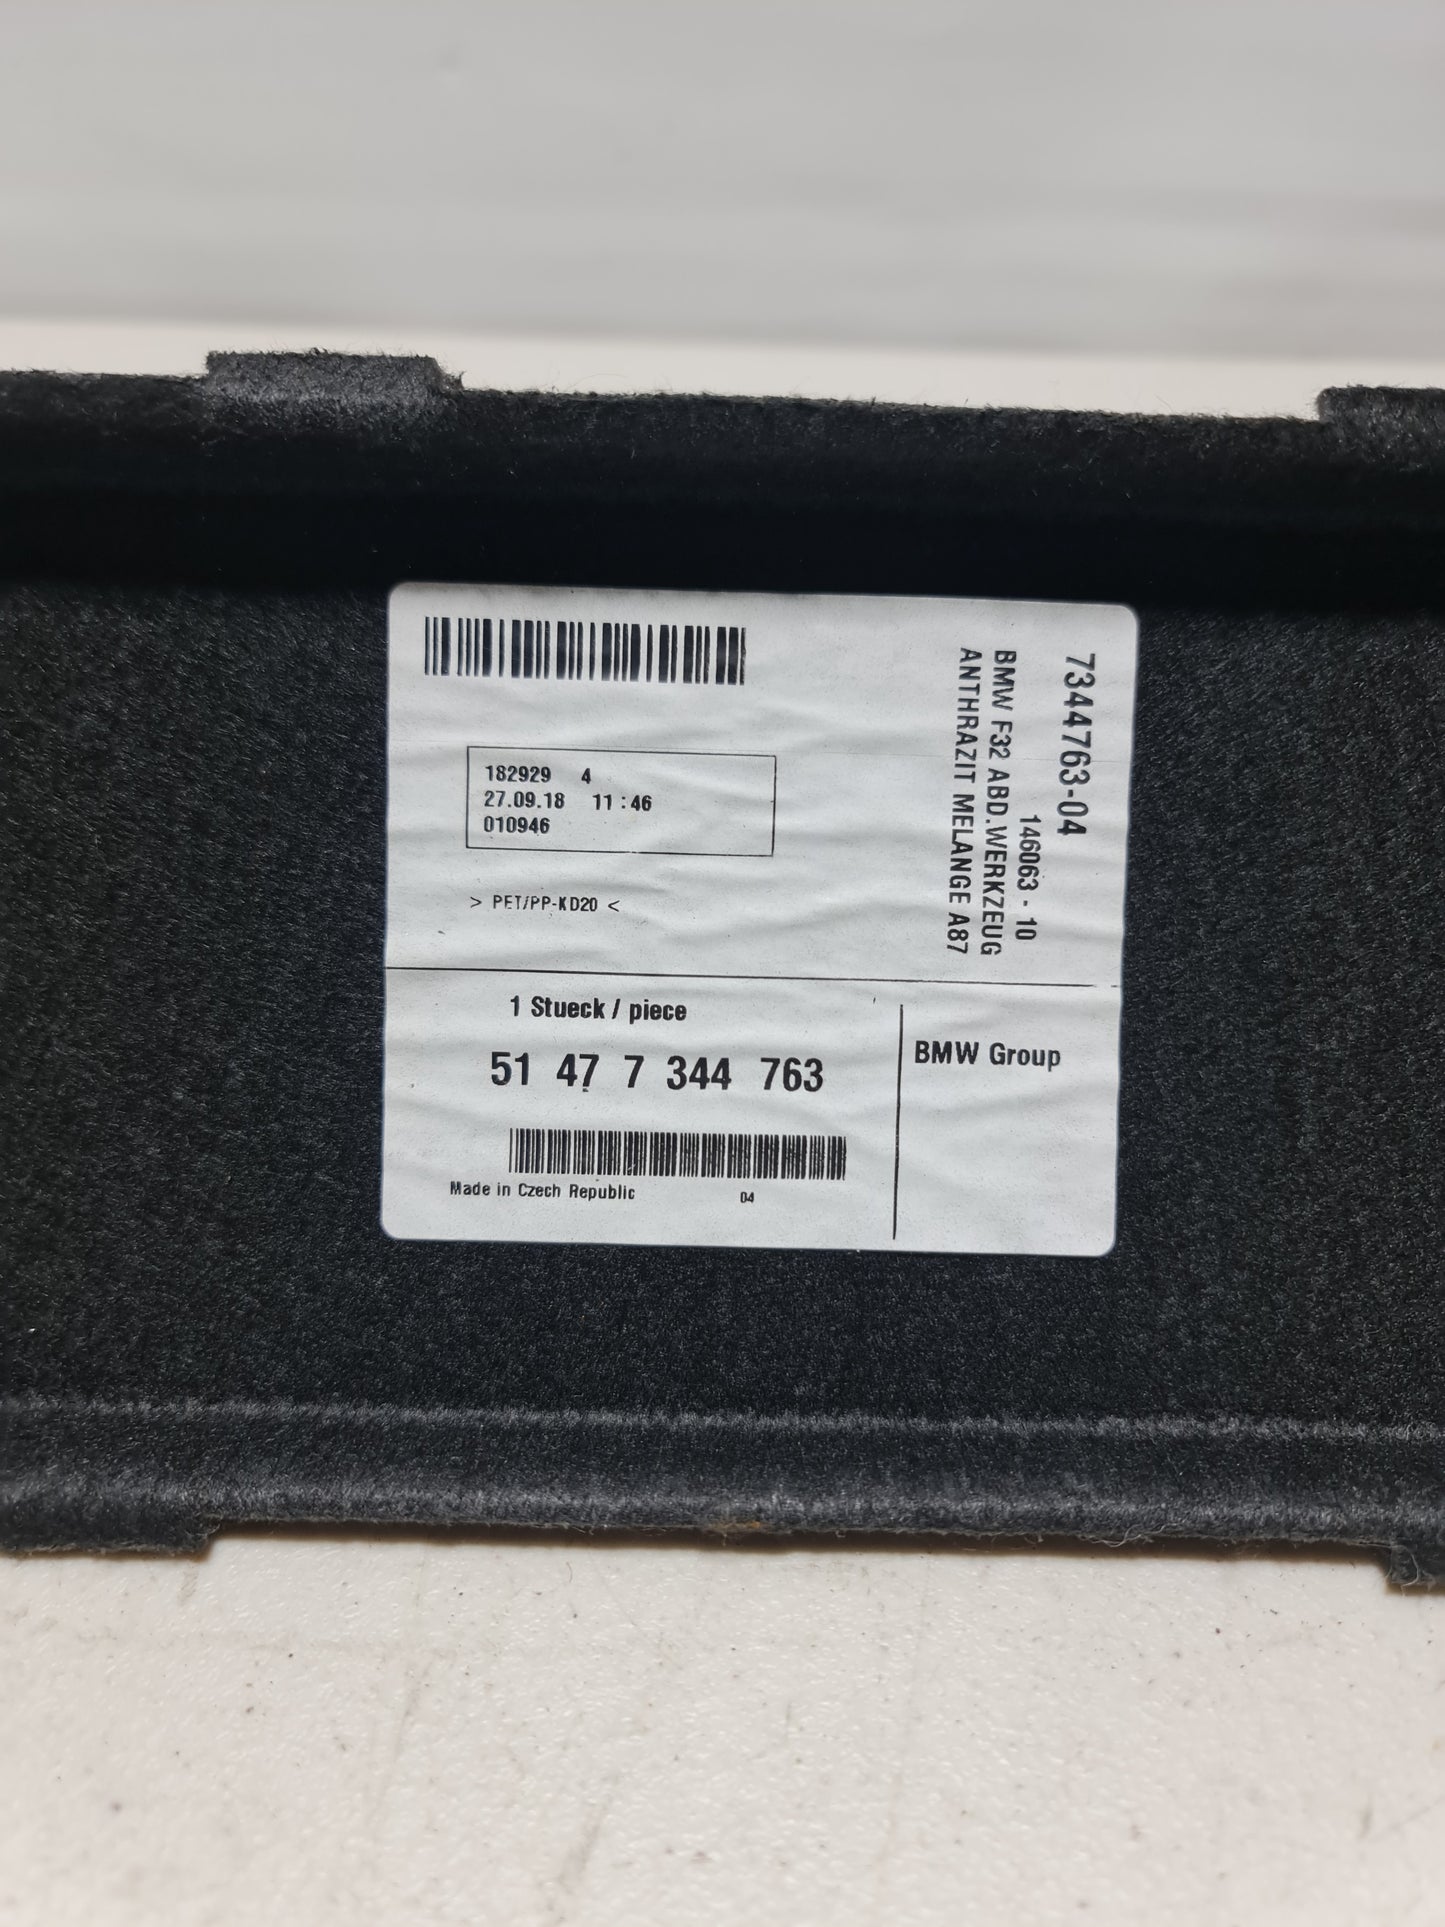 182929 4
27.09.18 11:46
010946
> PET/PP-KD20 <
7344763-04
146063 - 10
BMW F32 ABD.WERKZEUG
ANTHRAZIT MELANGE A87
1 Stueck / piece
51 47 7 344 763
BMW Group
Made in Czech Republic 04